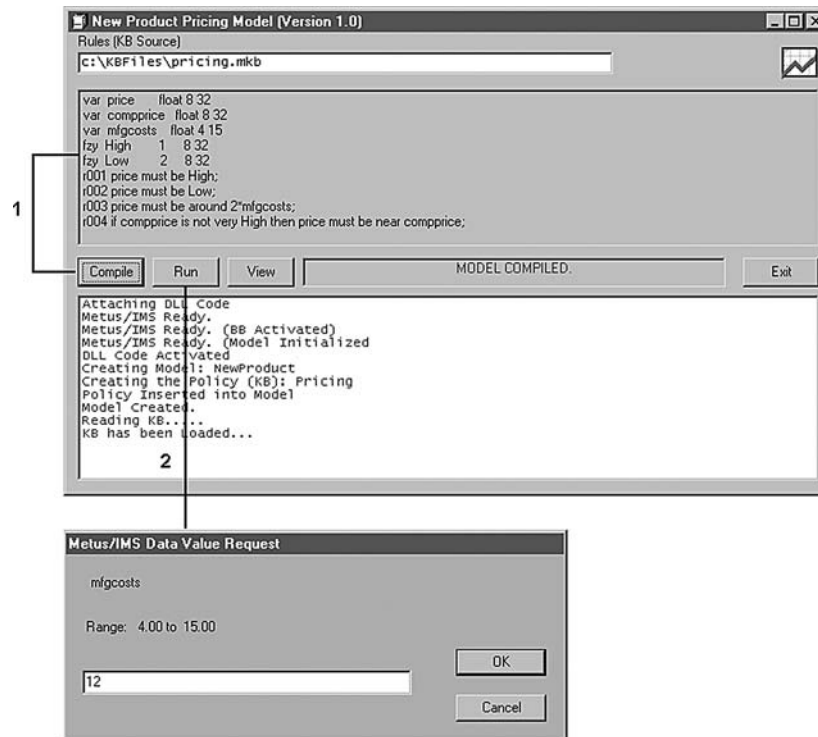 New Product Pricing Model (Version 1.0)
Rules (KB Source)
c:\KBFiles\pricing.mkb
var price float 8 32
var compprice float 8 32
var mfgcosts float 4 15
fzy High 1 8 32
fzy Low 2 8 32
r001 price must be High;
r002 price must be Low;
r003 price must be around 2*mfgcosts;
r004 if compprice is not very High then price must be near compprice;
1
Compile Run View MODEL COMPILED. Exit
Attaching DLL Code
Metus/IMS Ready.
Metus/IMS Ready. (BB Activated)
Metus/IMS Ready. (Model Initialized
DLL Code Activated
Creating Model: NewProduct
Creating the Policy (KB): Pricing
Policy Inserted into Model
Model Created.
Reading KB.....
KB has been Loaded...
2
Metus/IMS Data Value Request
mfgcosts
Range: 4.00 to 15.00
OK
12
Cancel